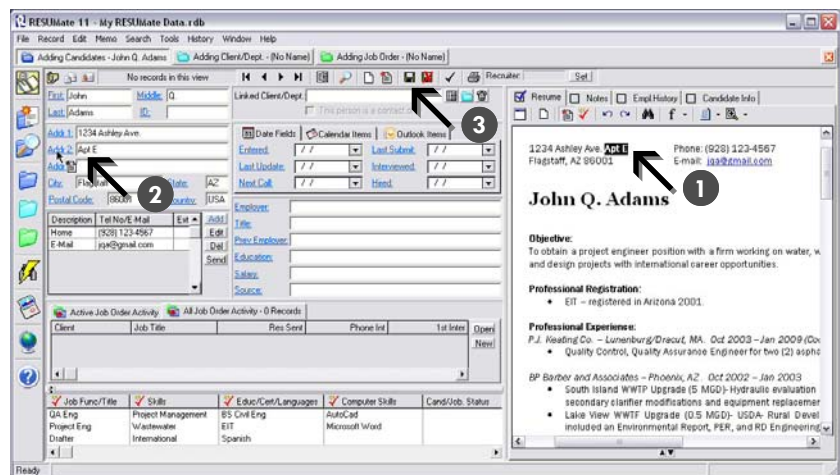 RESUMate 11 - My RESUMate Data.rdb
File Record Edit Memo Search Tools History Window Help
Adding Candidates - John Q. Adams Adding Client/Dept. - (No Name) Adding Job Order - (No Name)
No records in this view Recruiter: Set
First: John Middle: Q Linked Client/Dept.:
Last: Adams ID: This person is a contact
Add 1: 1234 Ashley Ave.
Add 2: Apt E
Add
City: Flagstaff State: AZ
Postal Code: 86001 Country: USA
Description Tel No/E-Mail Ext Add
Home (928) 123-4567 Edit
E-Mail jqa@gmail.com Del
Send
Date Fields Calendar Items Outlook Items
Entered: / / Last Submit: / /
Last Update: / / Interviewed: / /
Next Call: / / Hired: / /
Employer:
Title:
Prev Employer:
Education:
Salary:
Source:
Active Job Order Activity All Job Order Activity - 0 Records
Client Job Title Res Sent Phone Int 1st Inter Open
New
Job Func/Title Skills Educ/Cert/Languages Computer Skills Cand/Job. Status
QA Eng Project Management BS Civil Eng AutoCad
Project Eng Wastewater EIT Microsoft Word
Drafter International Spanish
Ready
Resume Notes Empl.History Candidate Info
1234 Ashley Ave. Apt E Phone: (928) 123-4567
Flagstaff, AZ 86001 E-mail: jqa@gmail.com
John Q. Adams
Objective:
To obtain a project engineer position with a firm working on water, w
and design projects with international career opportunities.
Professional Registration:
• EIT – registered in Arizona 2001.
Professional Experience:
P.J. Keating Co. – Lunenburg/Dracut, MA. Oct 2003 – Jan 2009 (Co
• Quality Control, Quality Assurance Engineer for two (2) aspha
BP Barber and Associates – Phoenix, AZ. Oct 2002 – Jan 2003
• South Island WWTP Upgrade (5 MGD)- Hydraulic evaluation
secondary clarifier modifications and equipment replacemer
• Lake View WWTF Upgrade (0.5 MGD)- USDA- Rural Devel
included an Environmental Report, PER, and RD Engineering
1
2
3